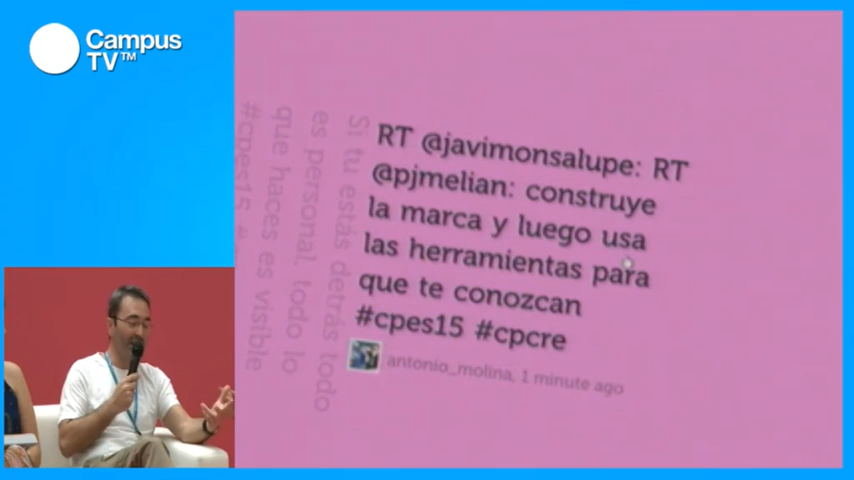 Campus
TV™
RT @javimonsalupe: RT
@pjmelian: construye
la marca y luego usa
las herramientas para
que te conozcan
#cpes15 #cpcre
antonio_molina, 1 minute ago
Si tu estás detrás todo
es personal, todo lo
que haces es visible
#cpes15